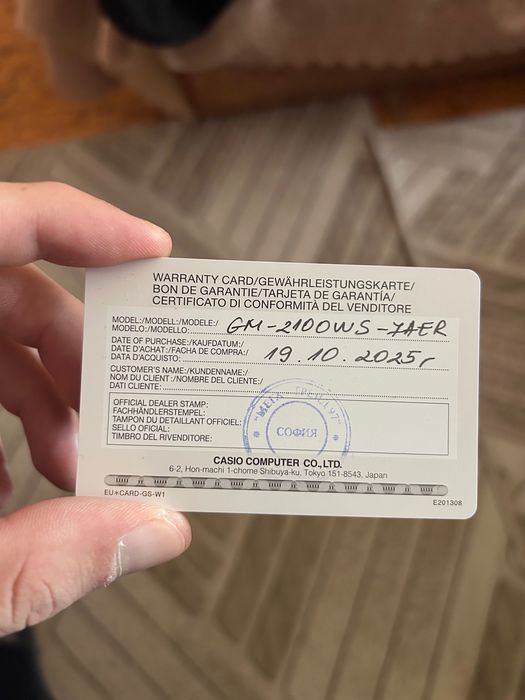 WARRANTY CARD/GEWÄHRLEISTUNGSKARTE/
BON DE GARANTIE/TARJETA DE GARANTÍA/
CERTIFICATO DI CONFORMITÀ DEL VENDITORE
MODEL:/MODELL:/MODELE:/
MODELO:/MODELLO: GM-2100WS-7AER
DATE OF PURCHASE:/KAUFDATUM:/
DATE D'ACHAT:/FACHA DE COMPRA:/ 19.10.2025г
DATA D'ACQUISTO:
CUSTOMER'S NAME:/KUNDENNAME:/
NOM DU CLIENT:/NOMBRE DEL CLIENTE:/
DATI CLIENTE:
OFFICIAL DEALER STAMP:
FACHHÄNDLERSTEMPEL:
TAMPON DU DETAILLANT OFFICIEL:
SELLO OFICIAL:
TIMBRO DEL RIVENDITORE:
СОФИЯ
CASIO COMPUTER CO., LTD.
6-2, Hon-machi 1-chome Shibuya-ku, Tokyo 151-8543, Japan
EU*CARD-GS-W1
E201308